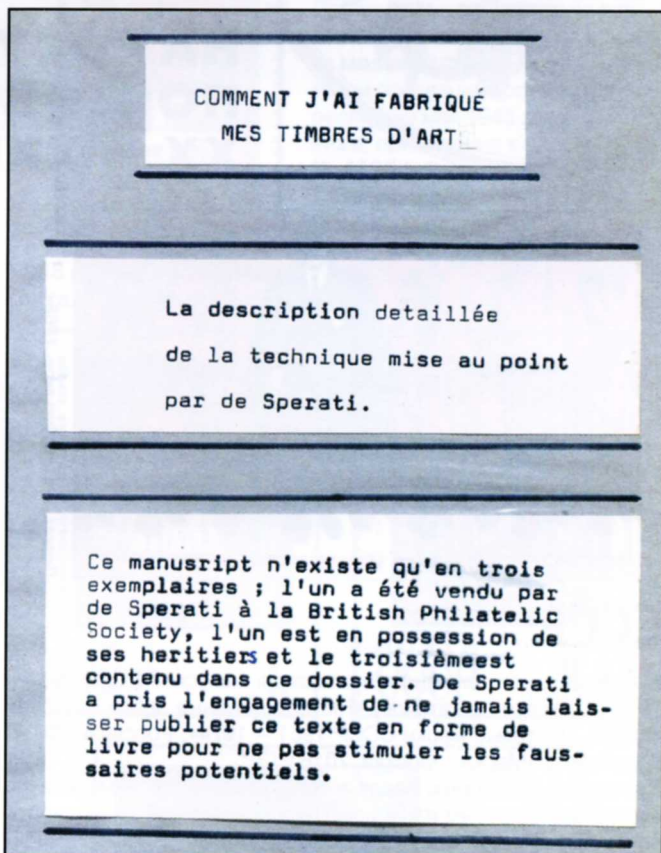 COMMENT J'AI FABRIQUÉ
MES TIMBRES D'ARTS
La description detaillée
de la technique mise au point
par de Sperati.
Ce manusript n'existe qu'en trois
exemplaires ; l'un a été vendu par
de Sperati à la British Philatelic
Society, l'un est en possession de
ses heritiers et le troisièmeest
contenu dans ce dossier. De Sperati
a pris l'engagement de ne jamais lais-
ser publier ce texte en forme de
livre pour ne pas stimuler les faus-
saires potentiels.